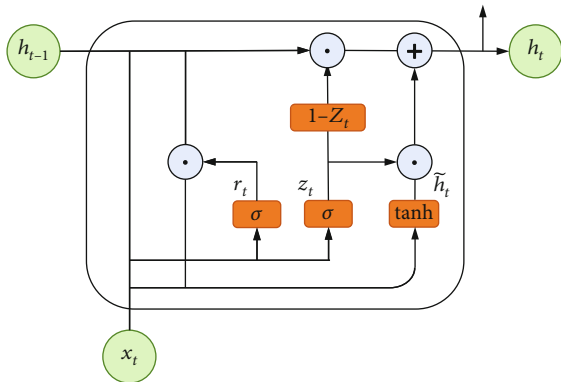 h_{t–1}
h_t
1–Z_t
r_t
z_t
h̃_t
σ
σ
tanh
x_t